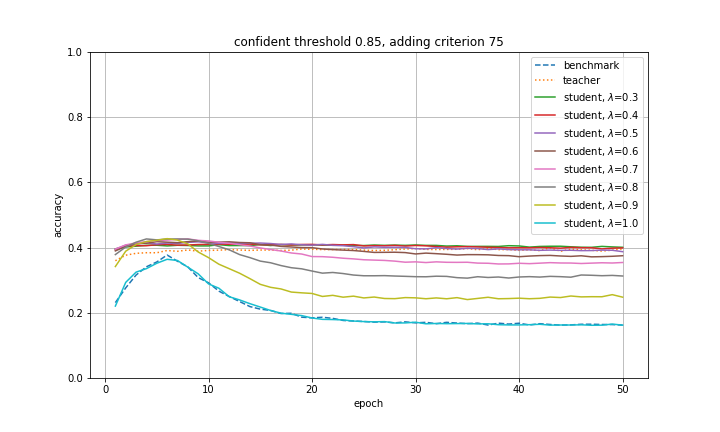 confident threshold 0.85, adding criterion 75
1.0
0.8
0.6
0.4
0.2
0.0
accuracy
0
10
20
30
40
50
epoch
benchmark
teacher
student, λ=0.3
student, λ=0.4
student, λ=0.5
student, λ=0.6
student, λ=0.7
student, λ=0.8
student, λ=0.9
student, λ=1.0